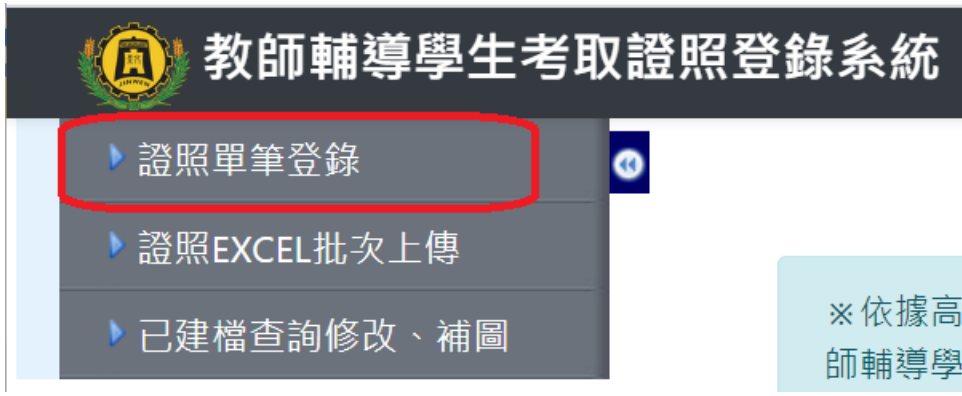 教師輔導學生考取證照登錄系統
證照單筆登錄
證照EXCEL批次上傳
已建檔查詢修改、補圖
※依據高
師輔導學